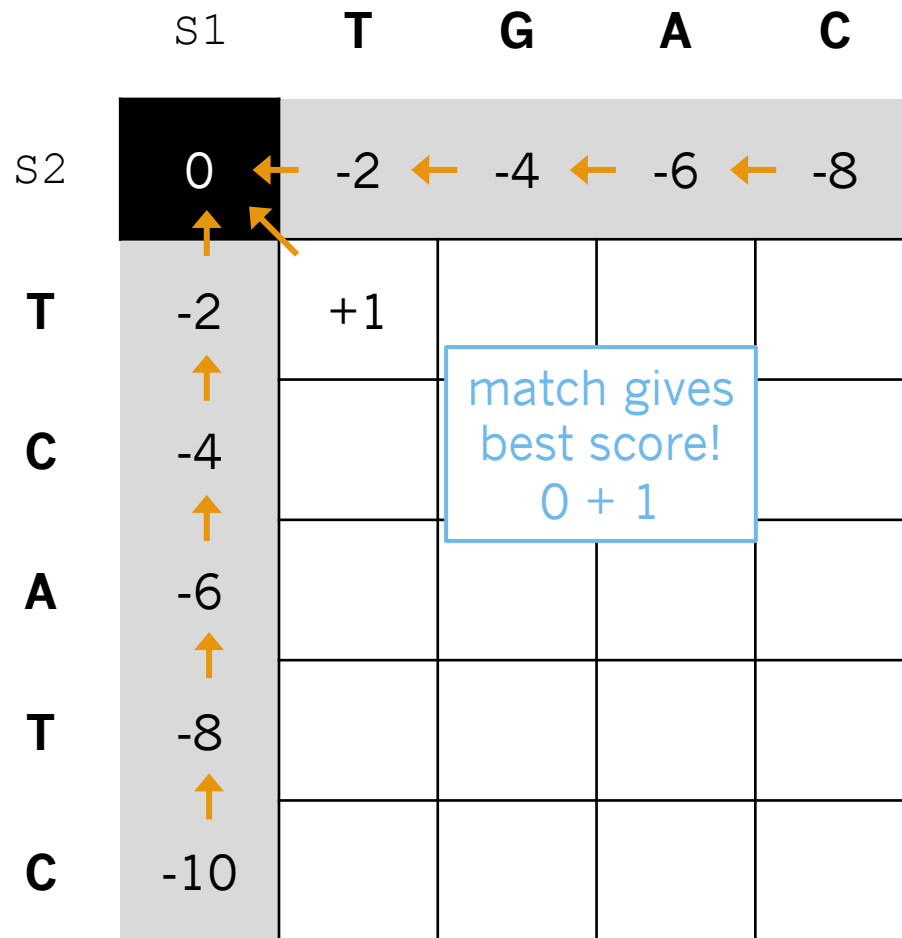 S1 T G A C
S2 0 -2 -4 -6 -8
T -2 +1
match gives
best score!
0 + 1
C -4
A -6
T -8
C -10